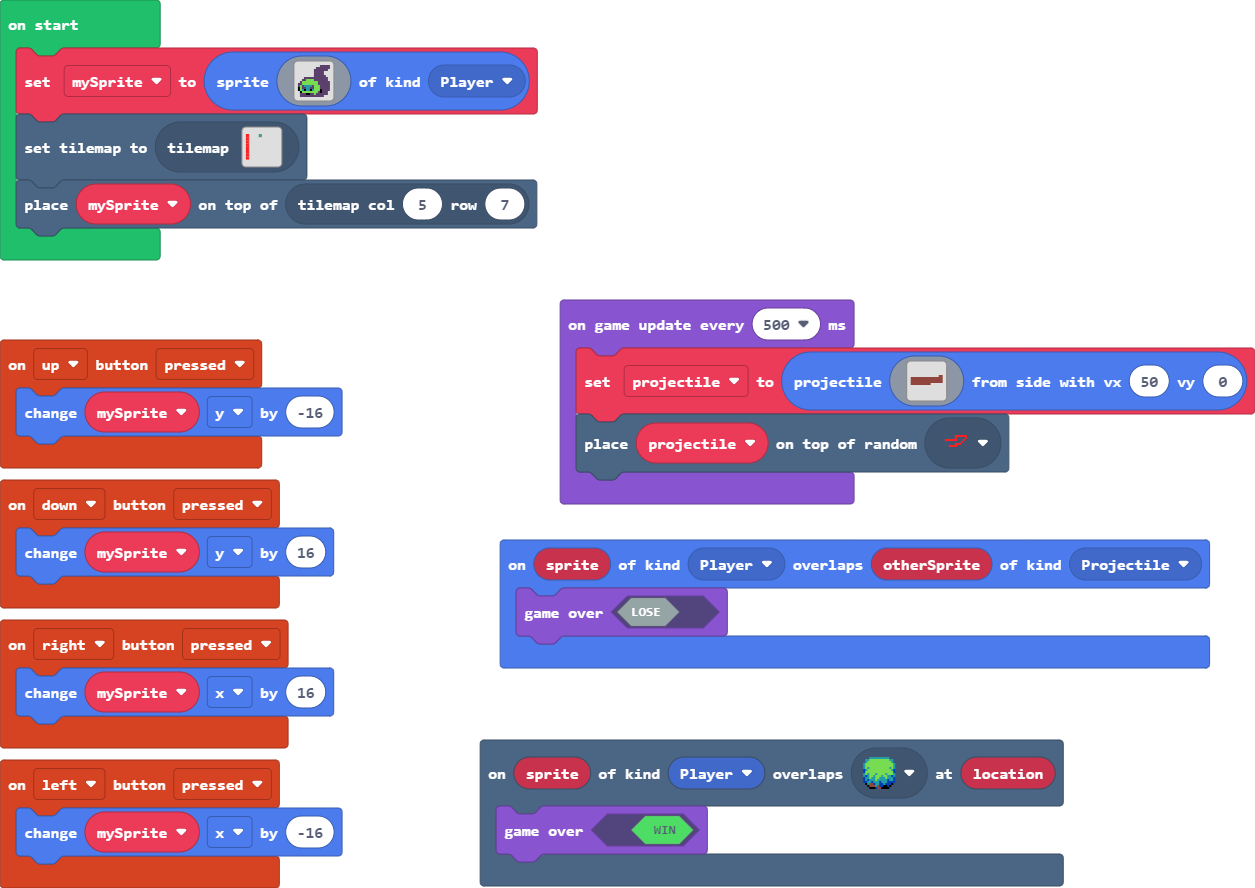 on start
set mySprite to sprite of kind Player
set tilemap to tilemap
place mySprite on top of tilemap col 5 row 7
on game update every 500 ms
set projectile to projectile from side with vx 50 vy 0
place projectile on top of random
on up button pressed
change mySprite y by -16
on down button pressed
change mySprite y by 16
on right button pressed
change mySprite x by 16
on left button pressed
change mySprite x by -16
on sprite of kind Player overlaps otherSprite of kind Projectile
game over LOSE
on sprite of kind Player overlaps at location
game over WIN